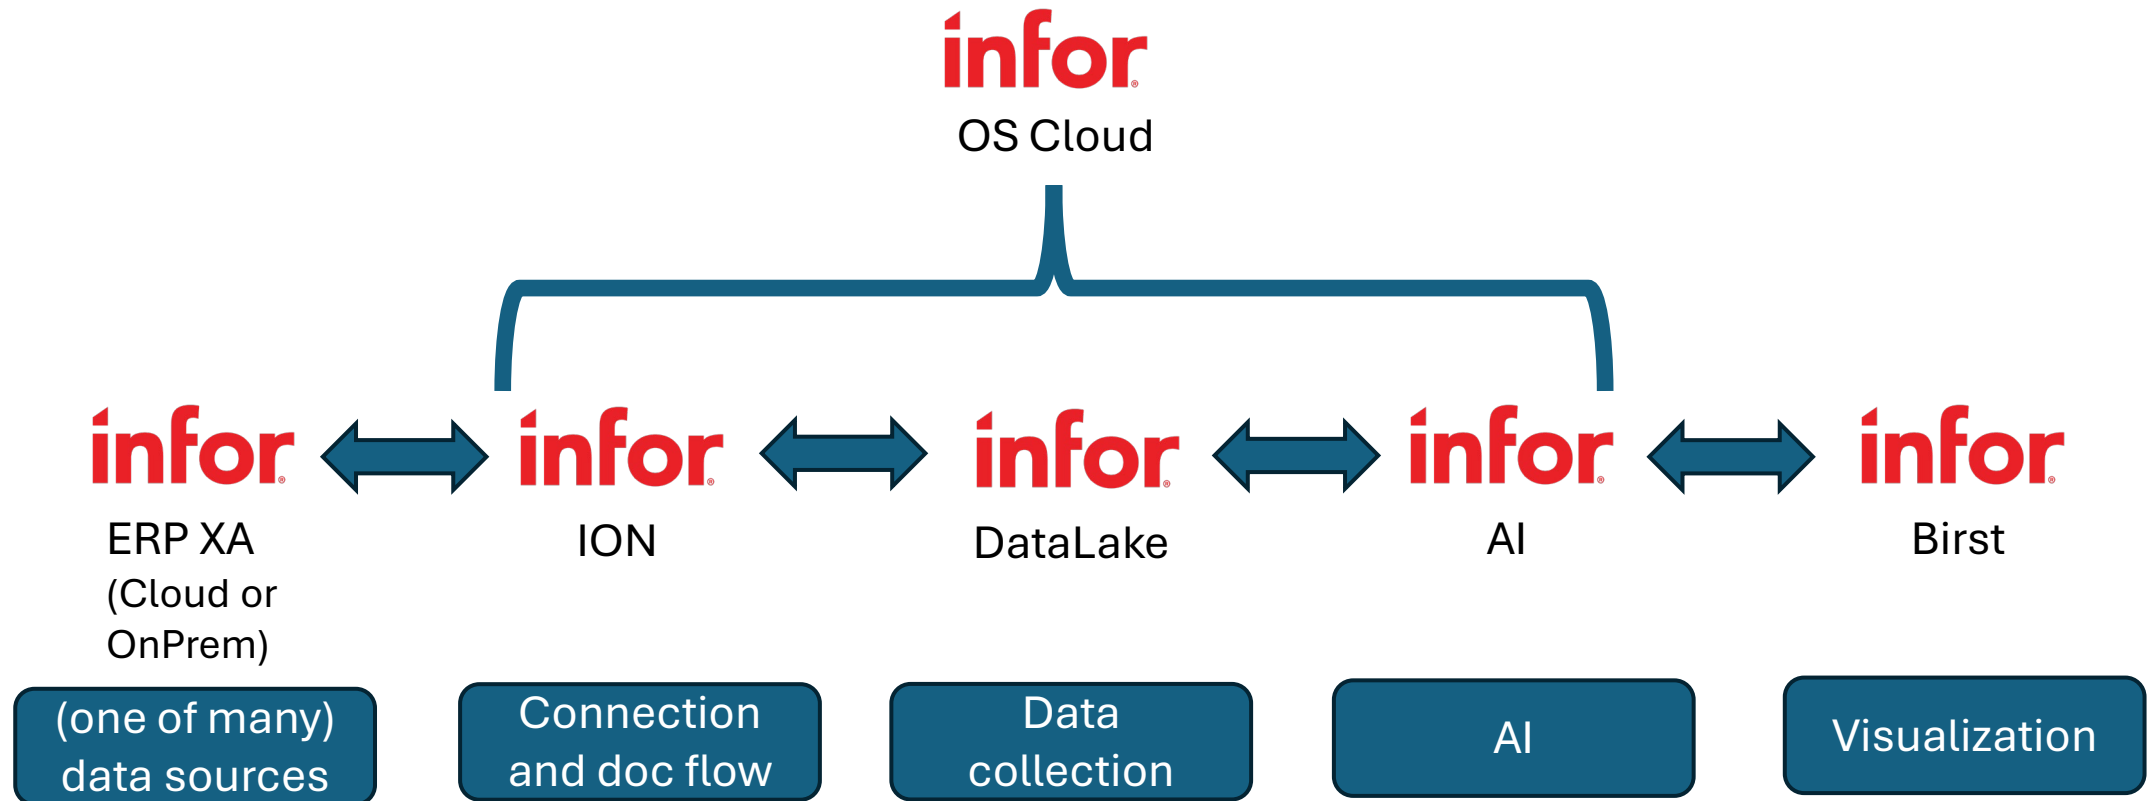 infor®
OS Cloud
infor®
infor®
infor®
infor®
infor®
ERP XA
(Cloud or
OnPrem)
ION
DataLake
AI
Birst
(one of many)
data sources
Connection
and doc flow
Data
collection
AI
Visualization